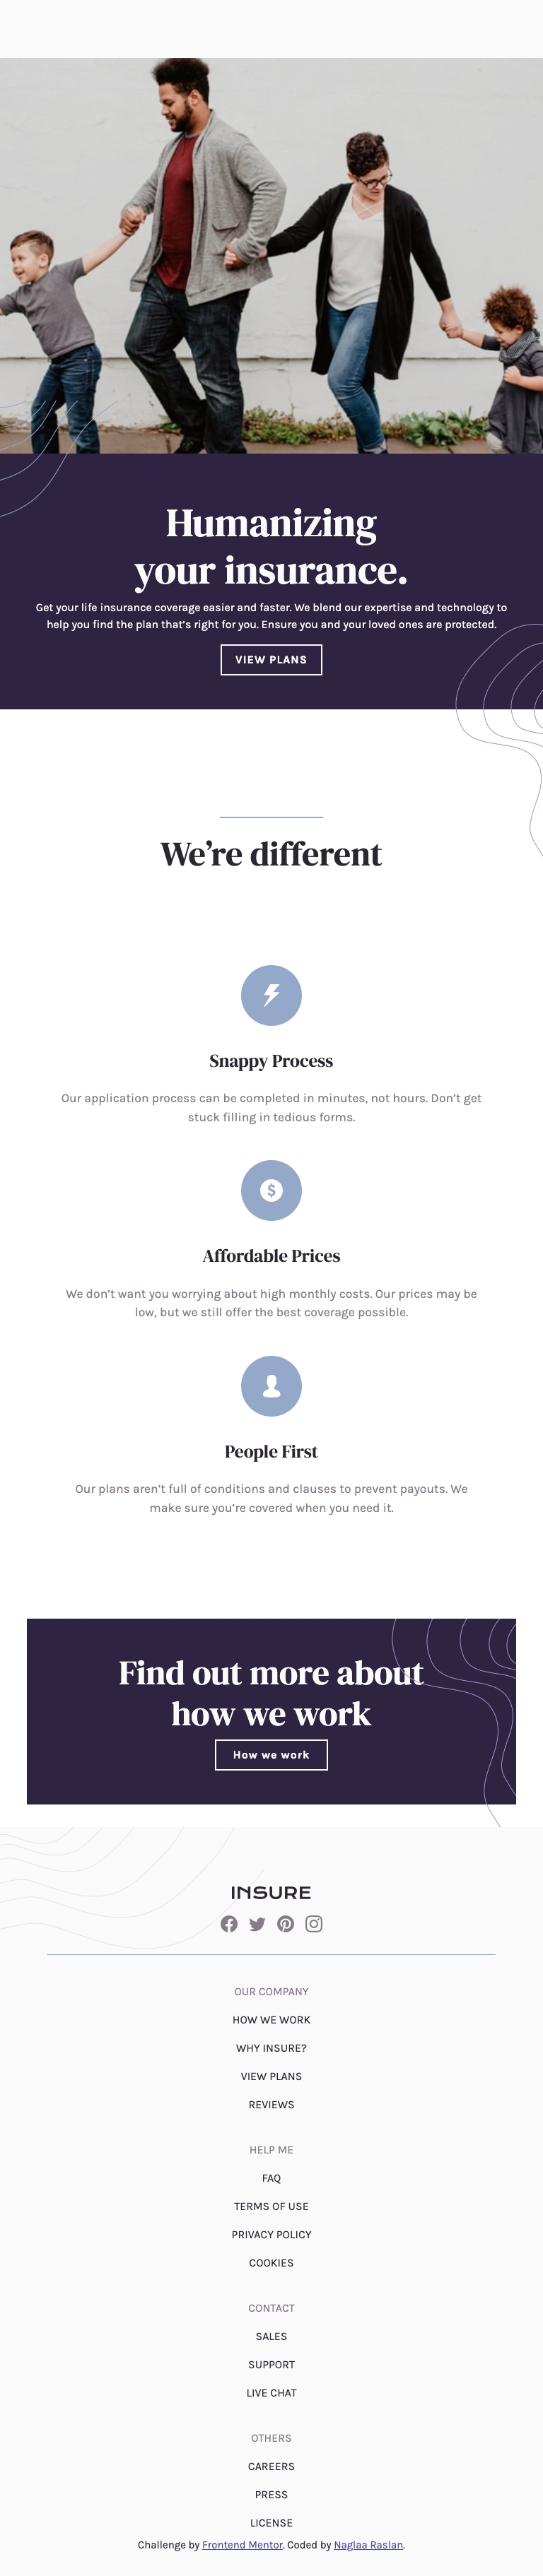 Humanizing
your insurance.
Get your life insurance coverage easier and faster. We blend our expertise and technology to
help you find the plan that’s right for you. Ensure you and your loved ones are protected.
VIEW PLANS
We’re different
Snappy Process
Our application process can be completed in minutes, not hours. Don’t get
stuck filling in tedious forms.
$
Affordable Prices
We don’t want you worrying about high monthly costs. Our prices may be
low, but we still offer the best coverage possible.
People First
Our plans aren’t full of conditions and clauses to prevent payouts. We
make sure you’re covered when you need it.
Find out more about
how we work
How we work
INSURE
OUR COMPANY
HOW WE WORK
WHY INSURE?
VIEW PLANS
REVIEWS
HELP ME
FAQ
TERMS OF USE
PRIVACY POLICY
COOKIES
CONTACT
SALES
SUPPORT
LIVE CHAT
OTHERS
CAREERS
PRESS
LICENSE
Challenge by Frontend Mentor. Coded by Naglaa Raslan.